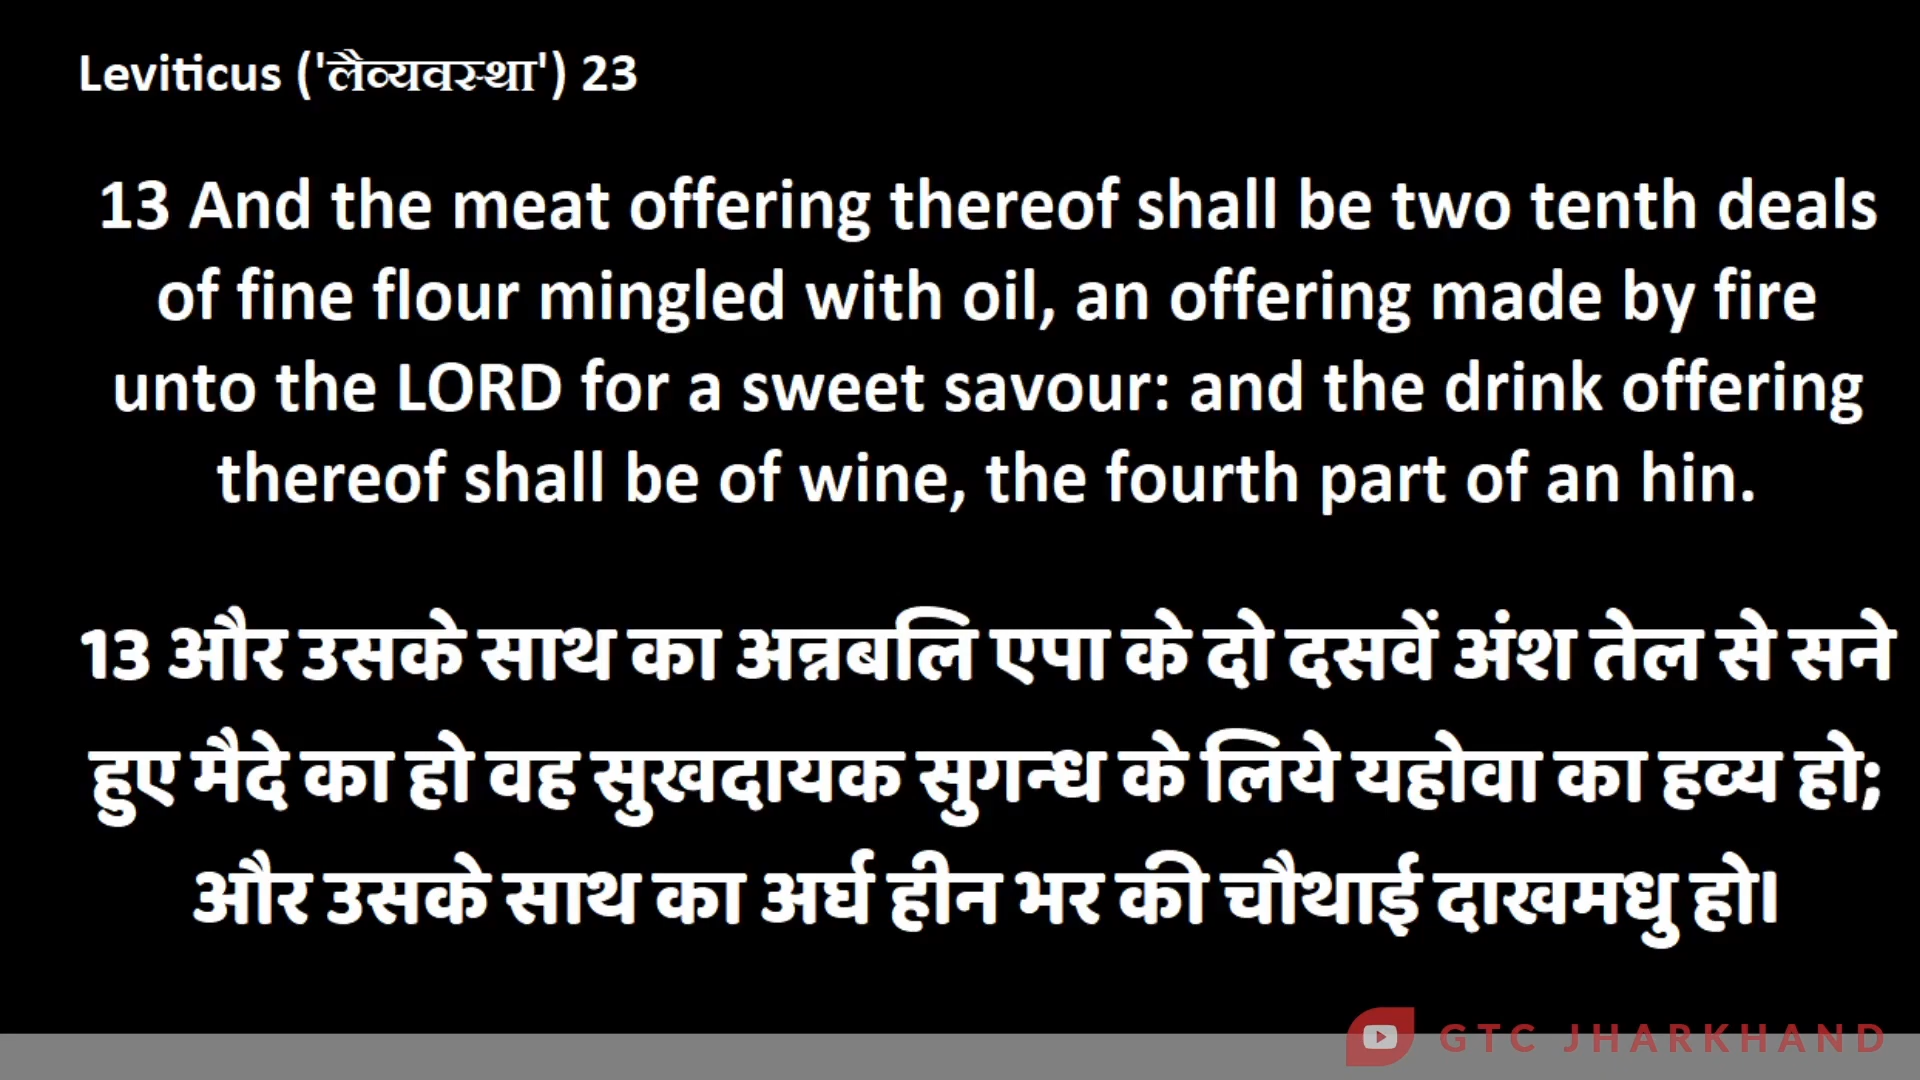 Leviticus ('लैव्यवस्था') 23
13 And the meat offering thereof shall be two tenth deals
of fine flour mingled with oil, an offering made by fire
unto the LORD for a sweet savour: and the drink offering
thereof shall be of wine, the fourth part of an hin.
13 और उसके साथ का अन्नबलि एपा के दो दसवें अंश तेल से सने
हुए मैदे का हो वह सुखदायक सुगन्ध के लिये यहोवा का हव्य हो;
और उसके साथ का अर्घ हीन भर की चौथाई दाखमधु हो।
GTC JHARKHAND